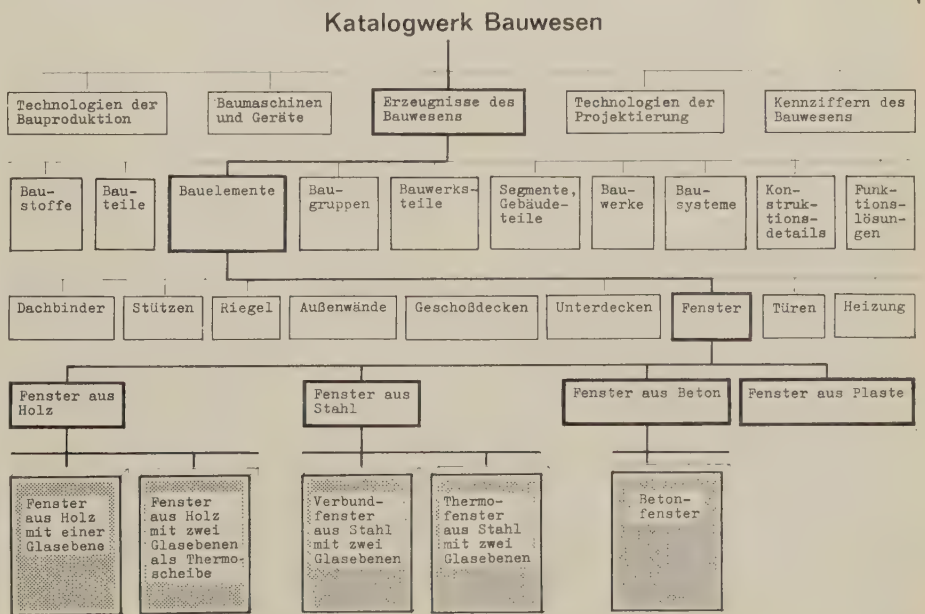 Katalogwerk Bauwesen
Technologien der
Bauproduktion
Baumaschinen
und Geräte
Erzeugnisse des
Bauwesens
Technologien der
Projektierung
Kennziffern des
Bauwesens
Bau-
stoffe
Bau-
teile
Bauelemente
Bau-
gruppen
Bauwerks-
teile
Segmente,
Gebäude-
teile
Bau-
werke
Bau-
systeme
Kon-
struk-
tions-
details
Funk-
tions-
lösun-
gen
Dachbinder
Stützen
Riegel
Außenwände
Geschoßdecken
Unterdecken
Fenster
Türen
Heizung
Fenster aus
Holz
Fenster aus
Stahl
Fenster aus Beton
Fenster aus Plaste
Fenster
aus Holz
mit einer
Glasebene
Fenster
aus Holz
mit zwei
Glasebenen
als Thermo-
scheibe
Verbund-
fenster
aus Stahl
mit zwei
Glasebenen
Thermo-
fenster
aus Stahl
mit zwei
Glasebenen
Beton-
fenster